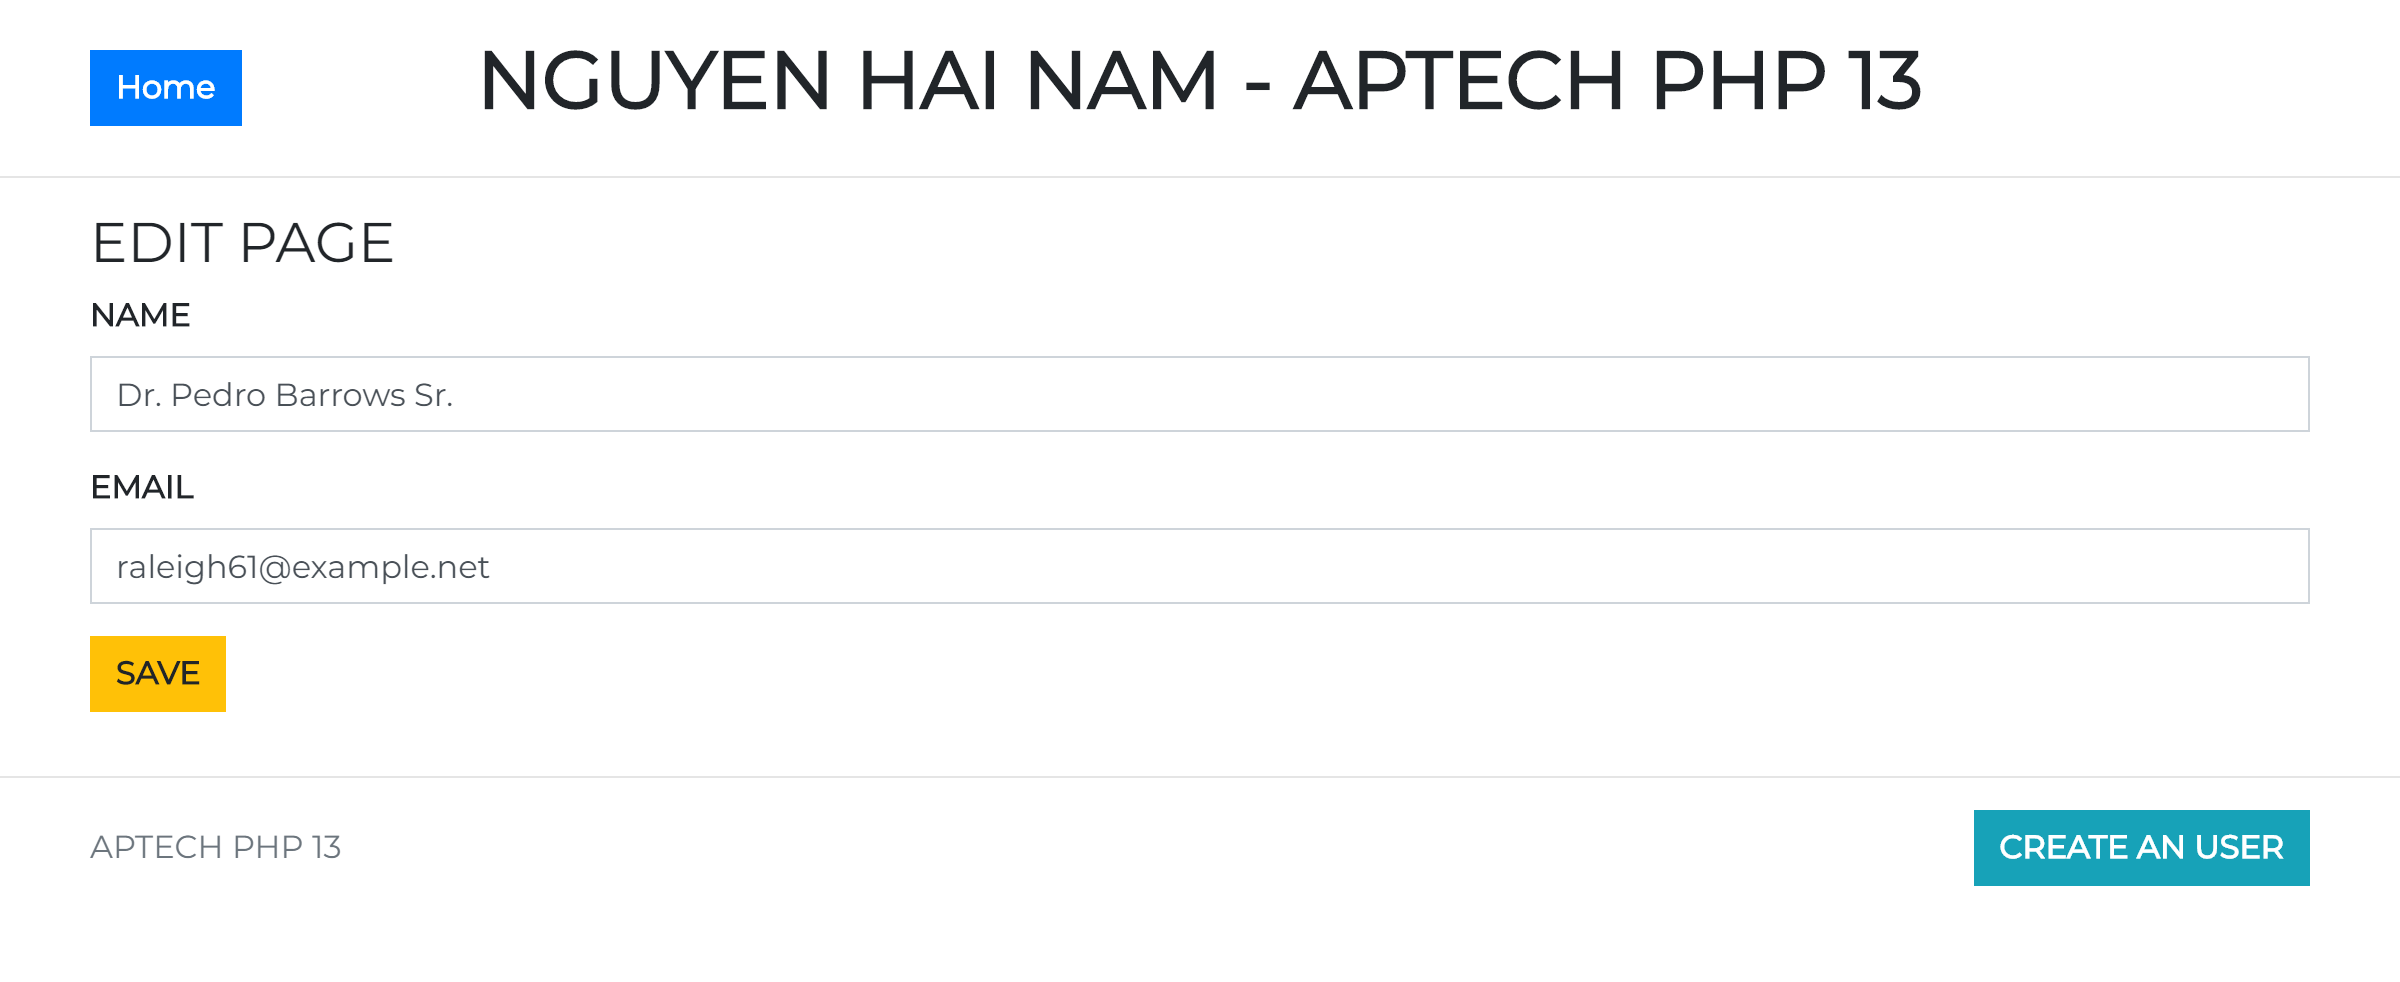 Home
NGUYEN HAI NAM - APTECH PHP 13
EDIT PAGE
NAME
Dr. Pedro Barrows Sr.
EMAIL
raleigh61@example.net
SAVE
APTECH PHP 13
CREATE AN USER